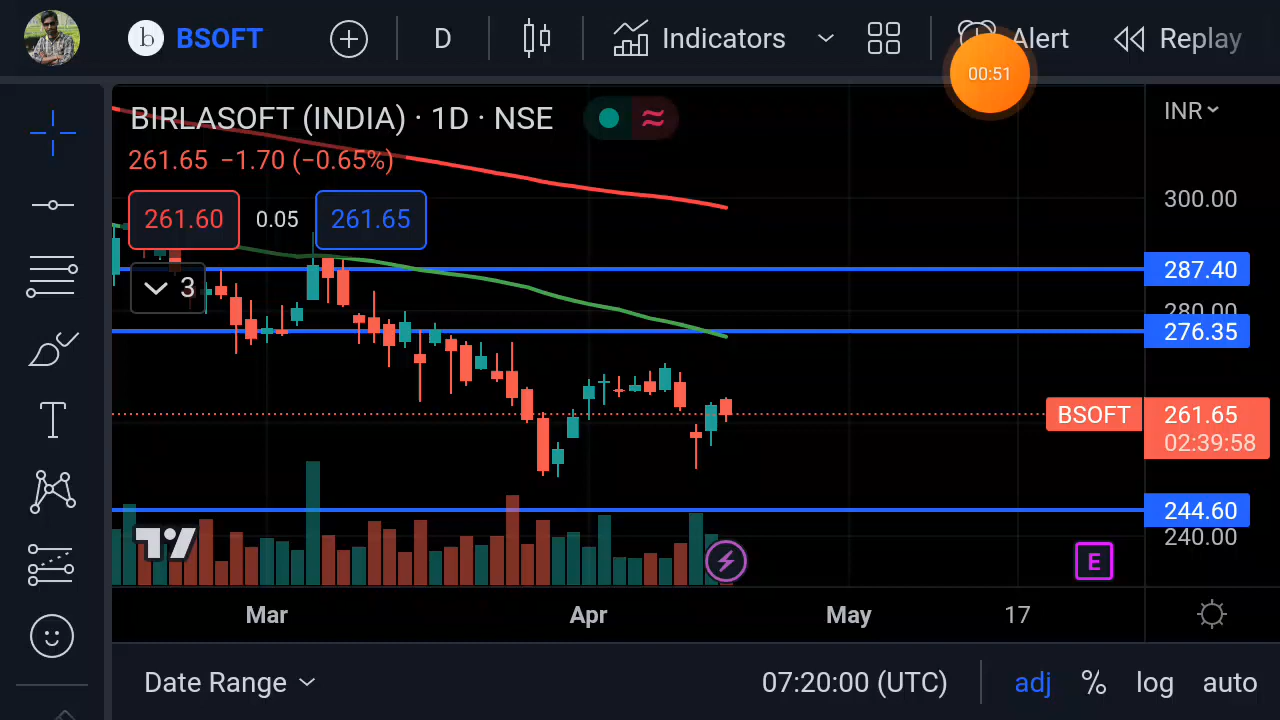 b BSOFT D Indicators Alert Replay
00:51
BIRLASOFT (INDIA) · 1D · NSE
INR
261.65 −1.70 (−0.65%)
261.60 0.05 261.65
300.00
287.40
3
280.00
276.35
BSOFT 261.65
02:39:58
244.60
240.00
T
E
Mar Apr May 17
Date Range 07:20:00 (UTC) adj % log auto